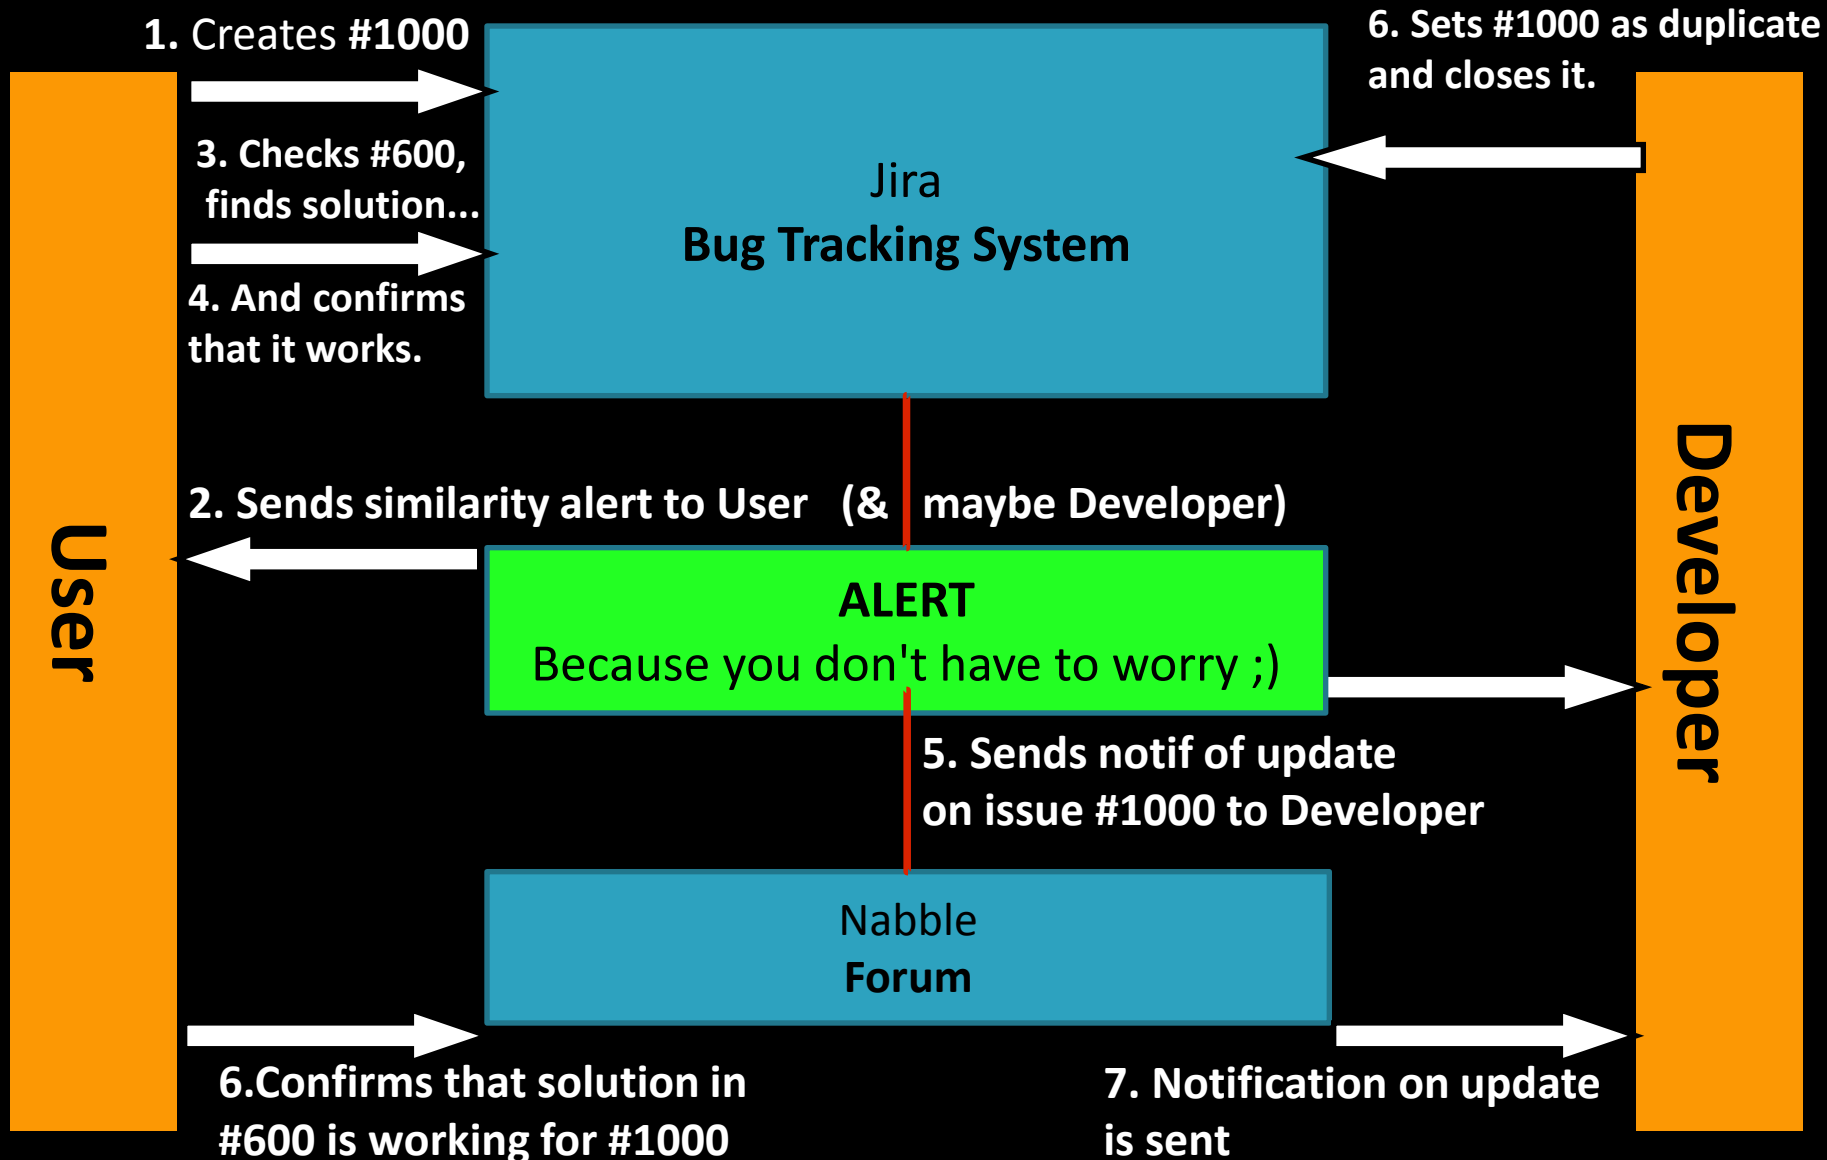 1. Creates #1000
6. Sets #1000 as duplicate
and closes it.
3. Checks #600,
finds solution...
4. And confirms
that it works.
Jira
Bug Tracking System
2. Sends similarity alert to User (& maybe Developer)
User
Developer
ALERT
Because you don't have to worry ;)
5. Sends notif of update
on issue #1000 to Developer
Nabble
Forum
6.Confirms that solution in
#600 is working for #1000
7. Notification on update
is sent